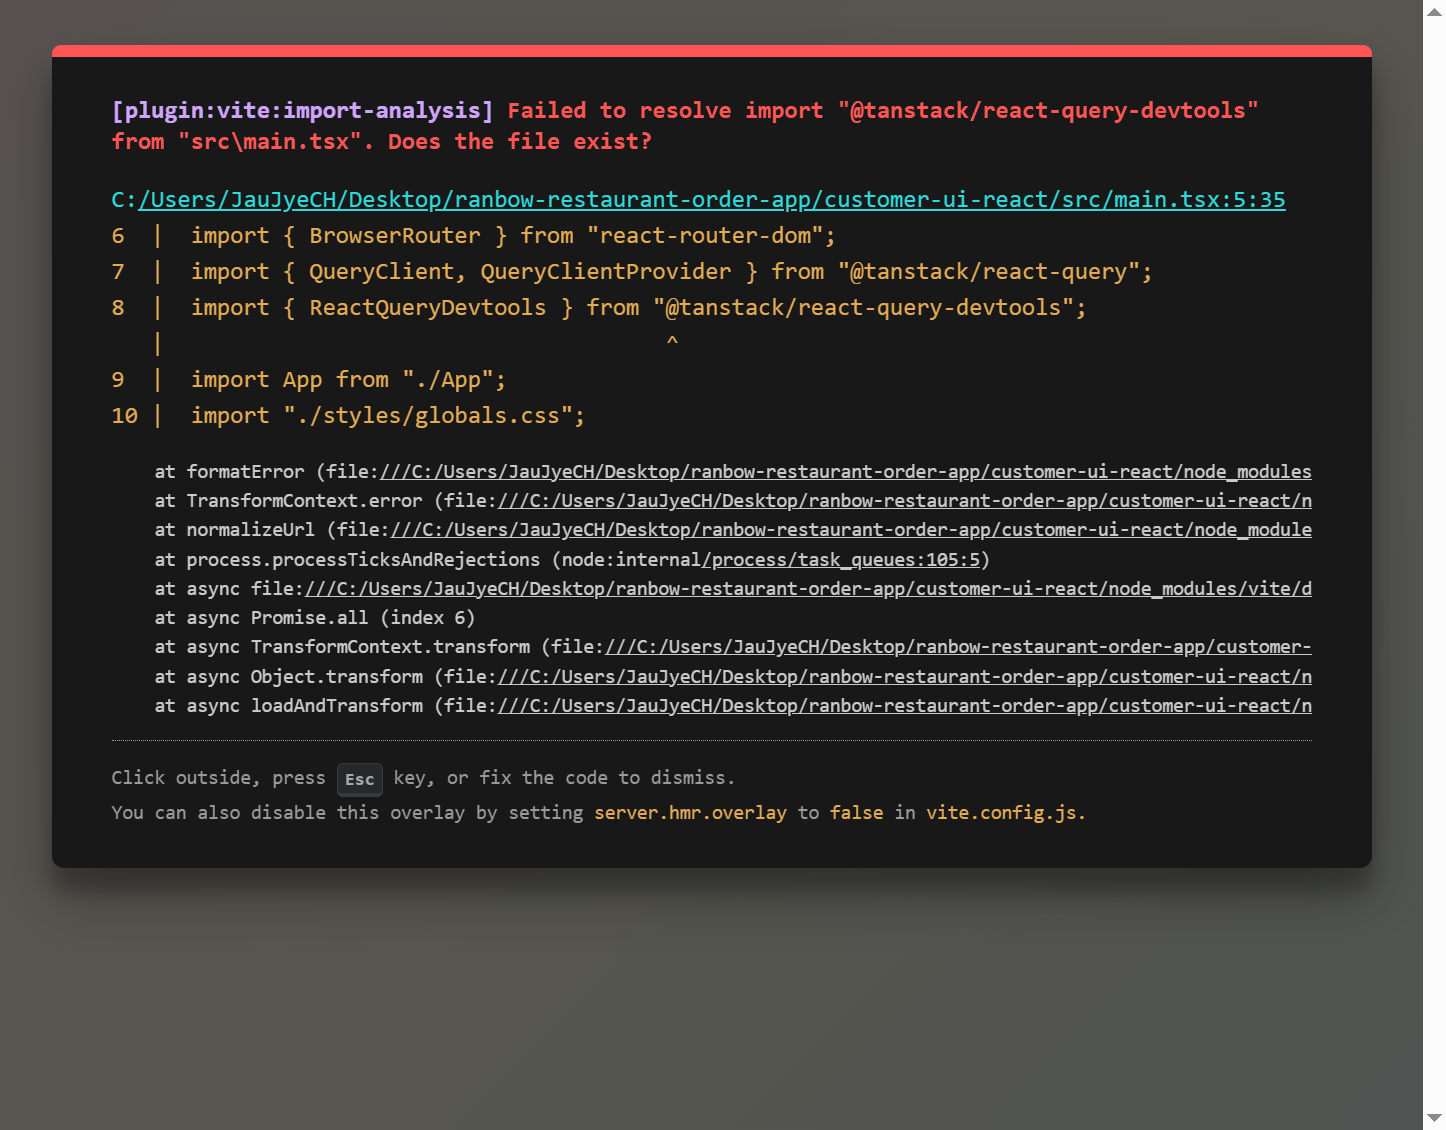 [plugin:vite:import-analysis] Failed to resolve import "@tanstack/react-query-devtools"
from "src\main.tsx". Does the file exist?
C:/Users/JauJyeCH/Desktop/ranbow-restaurant-order-app/customer-ui-react/src/main.tsx:5:35
6  |  import { BrowserRouter } from "react-router-dom";
7  |  import { QueryClient, QueryClientProvider } from "@tanstack/react-query";
8  |  import { ReactQueryDevtools } from "@tanstack/react-query-devtools";
   |                                      ^
9  |  import App from "./App";
10 |  import "./styles/globals.css";
at formatError (file:///C:/Users/JauJyeCH/Desktop/ranbow-restaurant-order-app/customer-ui-react/node_modules
at TransformContext.error (file:///C:/Users/JauJyeCH/Desktop/ranbow-restaurant-order-app/customer-ui-react/n
at normalizeUrl (file:///C:/Users/JauJyeCH/Desktop/ranbow-restaurant-order-app/customer-ui-react/node_module
at process.processTicksAndRejections (node:internal/process/task_queues:105:5)
at async file:///C:/Users/JauJyeCH/Desktop/ranbow-restaurant-order-app/customer-ui-react/node_modules/vite/d
at async Promise.all (index 6)
at async TransformContext.transform (file:///C:/Users/JauJyeCH/Desktop/ranbow-restaurant-order-app/customer-
at async Object.transform (file:///C:/Users/JauJyeCH/Desktop/ranbow-restaurant-order-app/customer-ui-react/n
at async loadAndTransform (file:///C:/Users/JauJyeCH/Desktop/ranbow-restaurant-order-app/customer-ui-react/n
Click outside, press Esc key, or fix the code to dismiss.
You can also disable this overlay by setting server.hmr.overlay to false in vite.config.js.